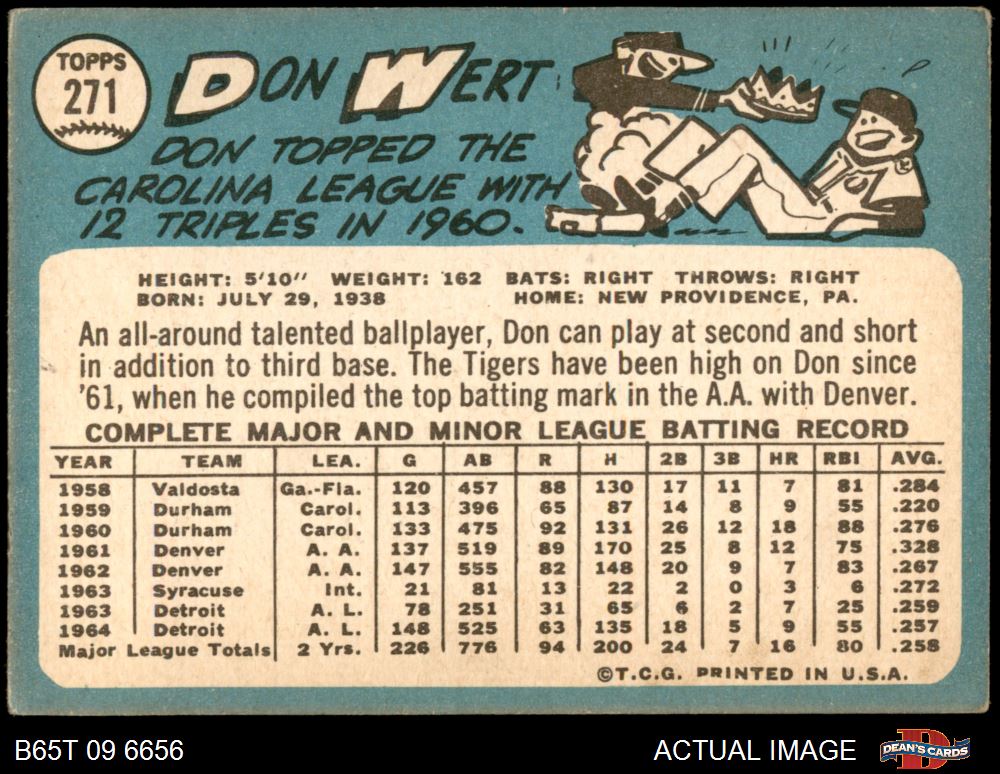 TOPPS
271
DON WERT
DON TOPPED THE
CAROLINA LEAGUE WITH
12 TRIPLES IN 1960.
HEIGHT: 5'10" WEIGHT: 162 BATS: RIGHT THROWS: RIGHT
BORN: JULY 29, 1938 HOME: NEW PROVIDENCE, PA.
An all-around talented ballplayer, Don can play at second and short
in addition to third base. The Tigers have been high on Don since
'61, when he compiled the top batting mark in the A.A. with Denver.
COMPLETE MAJOR AND MINOR LEAGUE BATTING RECORD
YEAR TEAM LEA. G AB R H 2B 3B HR RBI AVG.
1958 Valdosta Ga.-Fla. 120 457 88 130 17 11 7 81 .284
1959 Durham Carol. 113 396 65 87 14 8 9 55 .220
1960 Durham Carol. 133 475 92 131 26 12 18 88 .276
1961 Denver A. A. 137 519 89 170 25 8 12 75 .328
1962 Denver A. A. 147 555 82 148 20 9 7 83 .267
1963 Syracuse Int. 21 81 13 22 2 0 3 6 .272
1963 Detroit A. L. 78 251 31 65 6 2 7 25 .259
1964 Detroit A. L. 148 525 63 135 18 5 9 55 .257
Major League Totals 2 Yrs. 226 776 94 200 24 7 16 80 .258
©T.C.G. PRINTED IN U.S.A.
B65T 09 6656 ACTUAL IMAGE DEAN'S CARDS